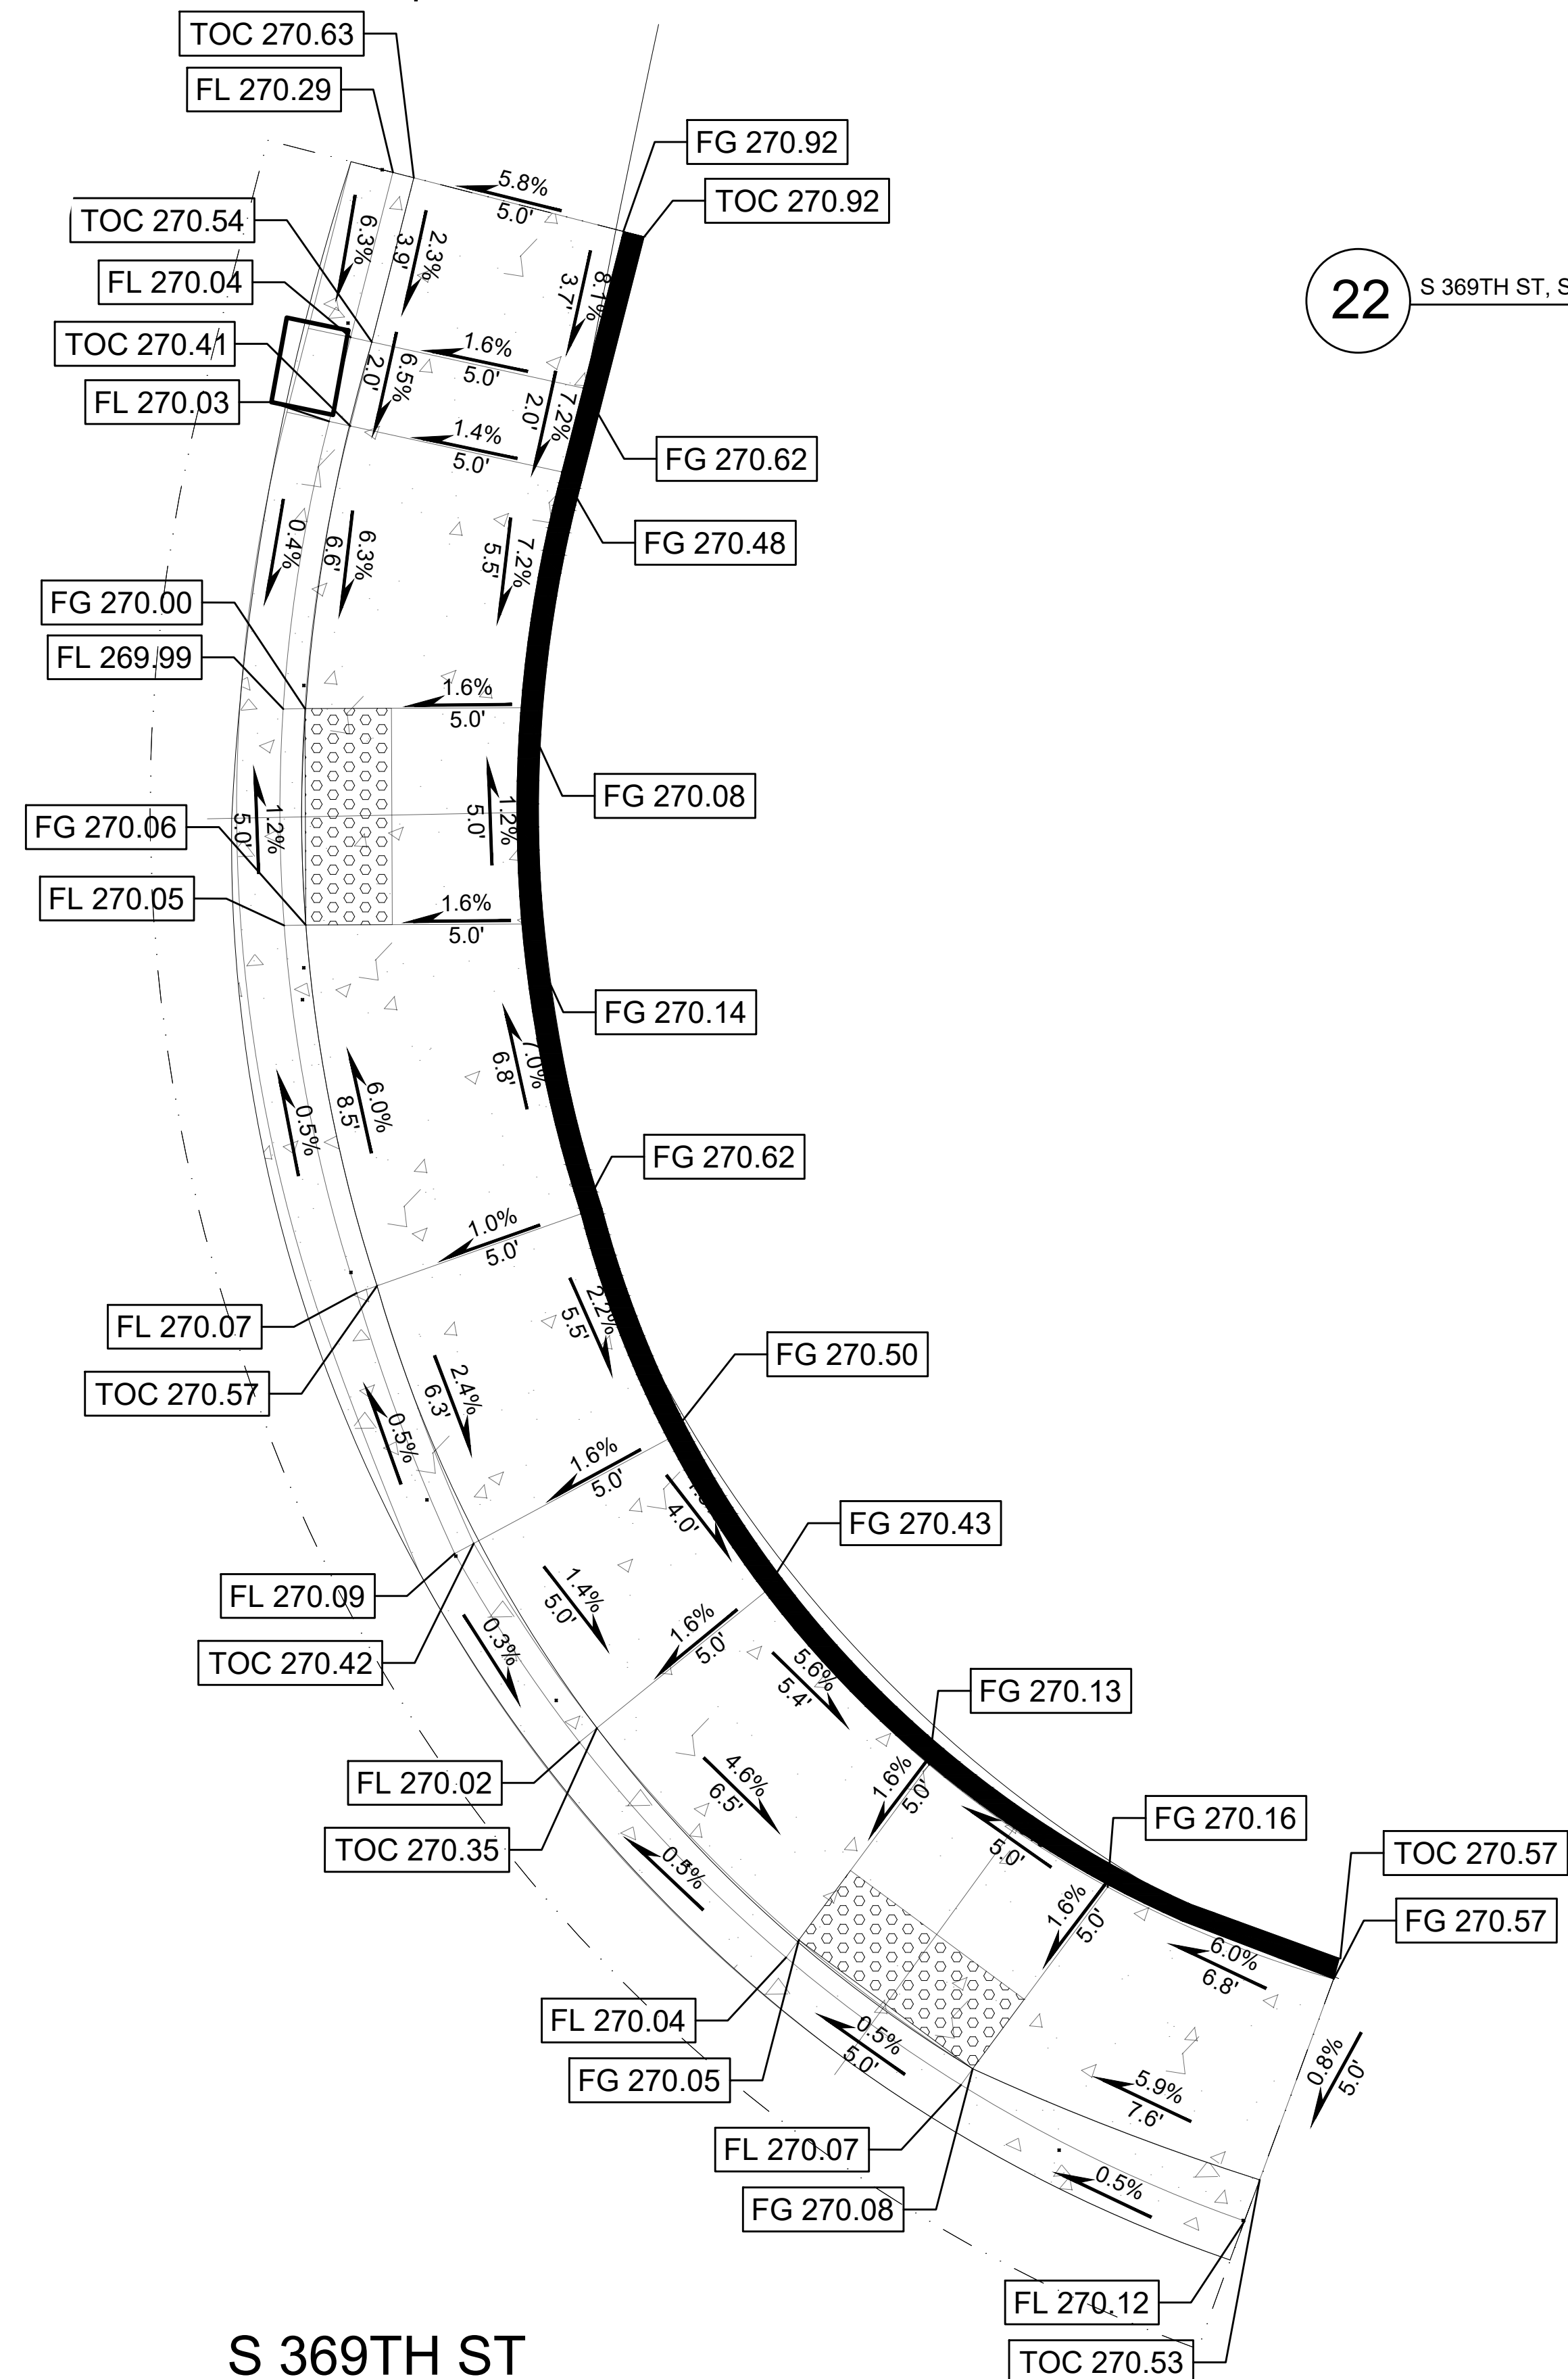 TOC 270.63
FL 270.29
FG 270.92
TOC 270.92
5.8%
5.0'
TOC 270.54
6.3%
3.9'
2.3%
3.7'
8.1%
FL 270.04
22
S 369TH ST, S
TOC 270.41
FL 270.03
1.6%
5.0'
2.0'
6.5%
2.0'
7.2%
1.4%
5.0'
FG 270.62
FG 270.48
0.4%
6.6'
6.3%
5.5'
7.2%
FG 270.00
FL 269.99
1.6%
5.0'
FG 270.08
FG 270.06
5.0'
1.2%
5.0'
1.2%
FL 270.05
1.6%
5.0'
FG 270.14
6.8'
7.0%
0.5%
8.5'
6.0%
FG 270.62
1.0%
5.0'
FL 270.07
TOC 270.57
2.2%
5.5'
2.4%
6.3'
FG 270.50
0.5%
1.6%
5.0'
4.0'
FG 270.43
FL 270.09
TOC 270.42
1.4%
5.0'
0.3%
1.6%
5.0'
5.6%
5.4'
FG 270.13
FL 270.02
TOC 270.35
4.6%
6.5'
1.6%
5.0'
FG 270.16
5.0'
TOC 270.57
FG 270.57
1.6%
5.0'
6.0%
6.8'
FL 270.04
FG 270.05
0.5%
5.0'
0.8%
5.0'
5.9%
7.6'
FL 270.07
FG 270.08
0.5%
FL 270.12
TOC 270.53
S 369TH ST